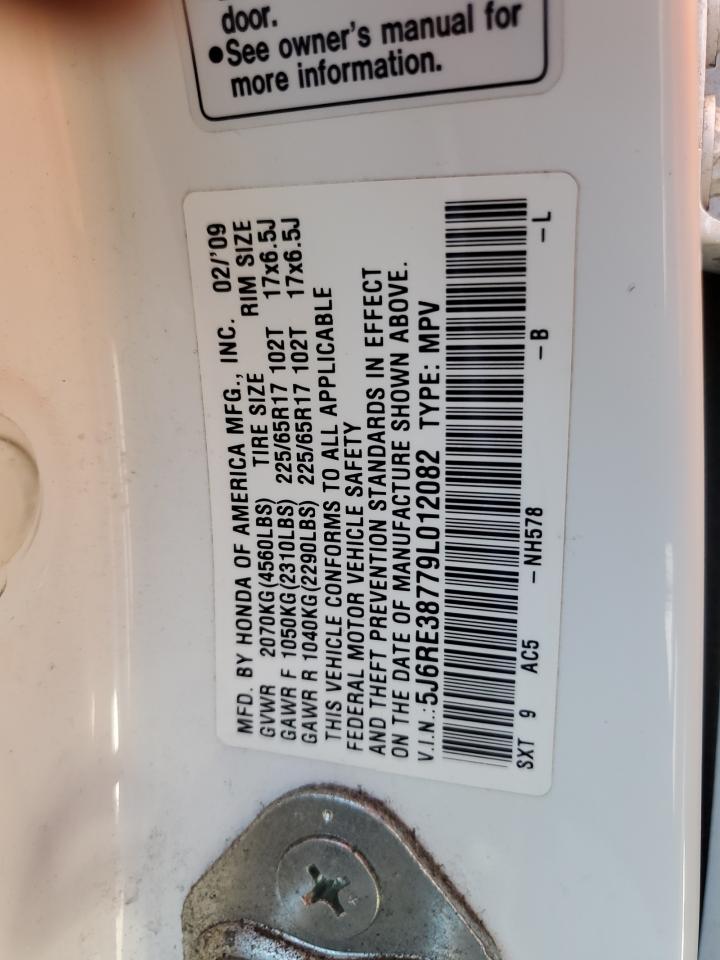 door.
●See owner's manual for
more information.
MFD. BY HONDA OF AMERICA MFG., INC. 02/'09
GVWR 2070KG(4560LBS) TIRE SIZE RIM SIZE
GAWR F 1050KG(2310LBS) 225/65R17 102T 17x6.5J
GAWR R 1040KG(2290LBS) 225/65R17 102T 17x6.5J
THIS VEHICLE CONFORMS TO ALL APPLICABLE
FEDERAL MOTOR VEHICLE SAFETY
AND THEFT PREVENTION STANDARDS IN EFFECT
ON THE DATE OF MANUFACTURE SHOWN ABOVE.
V.I.N.:5J6RE38779L012082 TYPE: MPV
SXT 9 AC5 -NH578 -B -L